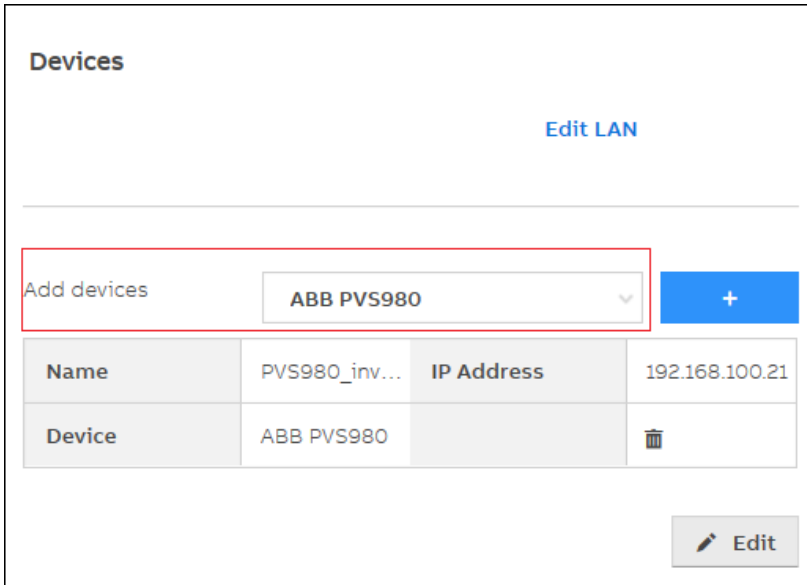 Devices
Edit LAN
Add devices ABB PVS980 +
Name PVS980_inv... IP Address 192.168.100.21
Device ABB PVS980
Edit